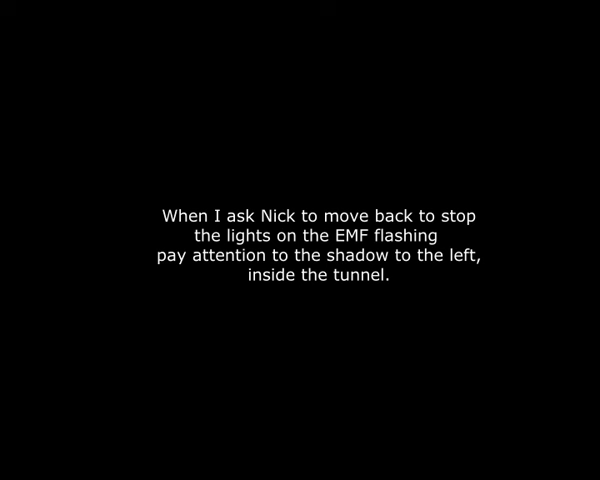 When I ask Nick to move back to stop
the lights on the EMF flashing
pay attention to the shadow to the left,
inside the tunnel.